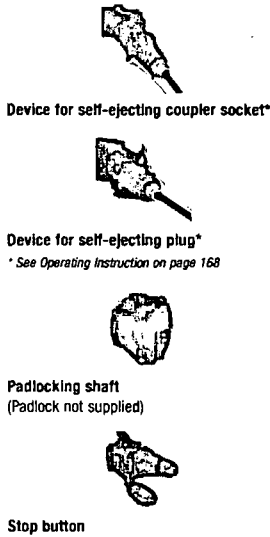 Device for self-ejecting coupler socket*
Device for self-ejecting plug*
* See Operating Instruction on page 168
Padlocking shaft
(Padlock not supplied)
Stop button